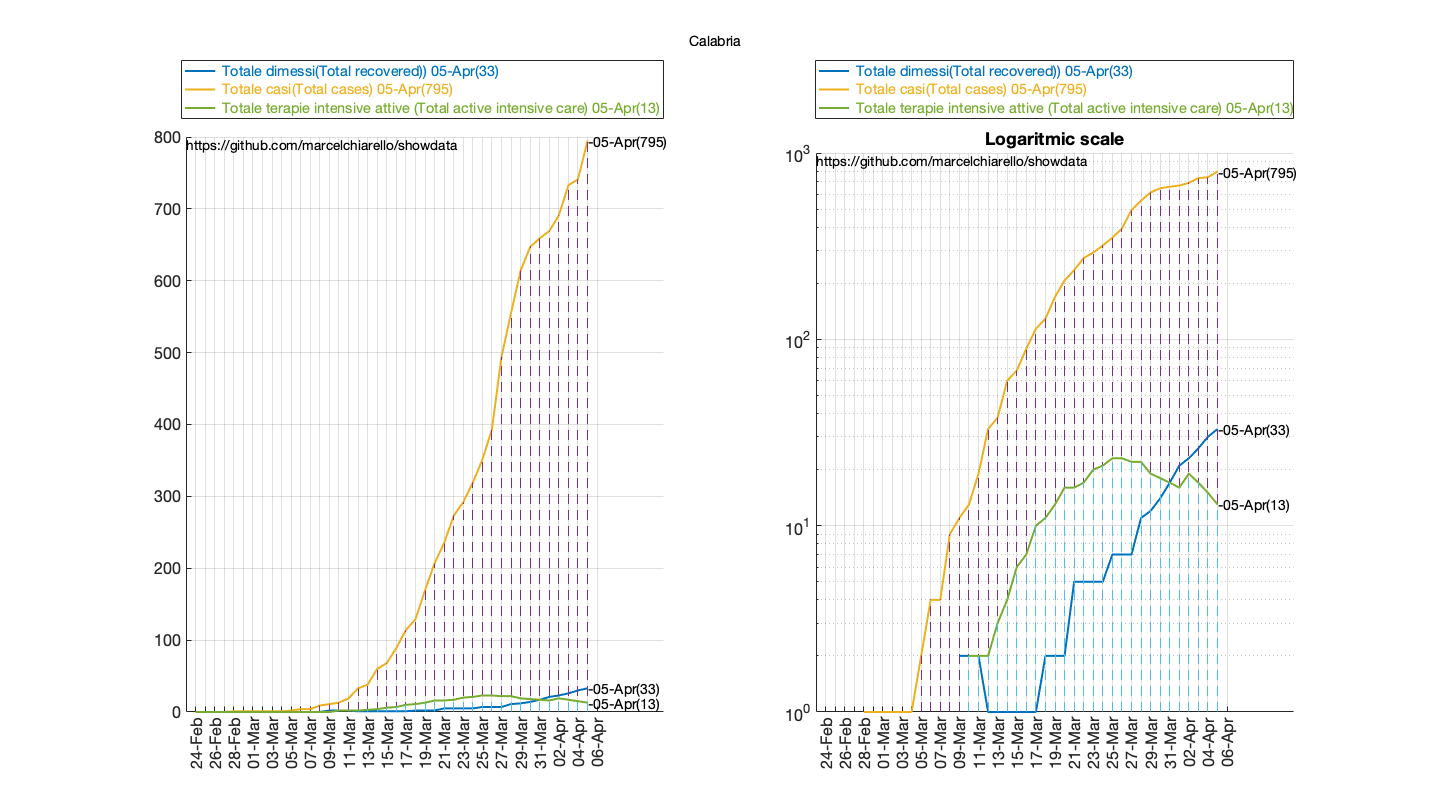 Calabria
Totale dimessi(Total recovered)) 05-Apr(33)
Totale casi(Total cases) 05-Apr(795)
Totale terapie intensive attive (Total active intensive care) 05-Apr(13)
800
700
600
500
400
300
200
100
0
https://github.com/marcelchiarello/showdata
-05-Apr(795)
-05-Apr(33)
-05-Apr(13)
24-Feb
26-Feb
28-Feb
01-Mar
03-Mar
05-Mar
07-Mar
09-Mar
11-Mar
13-Mar
15-Mar
17-Mar
19-Mar
21-Mar
23-Mar
25-Mar
27-Mar
29-Mar
31-Mar
02-Apr
04-Apr
06-Apr
Totale dimessi(Total recovered)) 05-Apr(33)
Totale casi(Total cases) 05-Apr(795)
Totale terapie intensive attive (Total active intensive care) 05-Apr(13)
Logaritmic scale
10^3
10^2
10^1
10^0
https://github.com/marcelchiarello/showdata
-05-Apr(795)
-05-Apr(33)
-05-Apr(13)
24-Feb
26-Feb
28-Feb
01-Mar
03-Mar
05-Mar
07-Mar
09-Mar
11-Mar
13-Mar
15-Mar
17-Mar
19-Mar
21-Mar
23-Mar
25-Mar
27-Mar
29-Mar
31-Mar
02-Apr
04-Apr
06-Apr